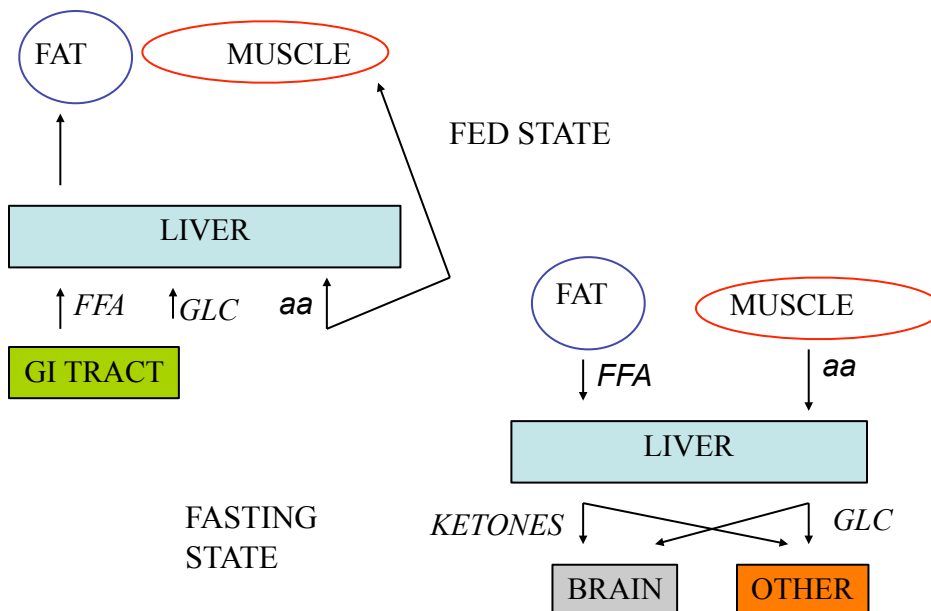 FAT
MUSCLE
FED STATE
LIVER
FFA
GLC
aa
GI TRACT
FAT
MUSCLE
FFA
aa
LIVER
FASTING
STATE
KETONES
GLC
BRAIN
OTHER